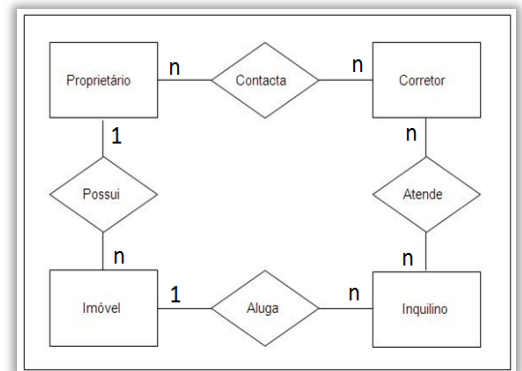 Proprietário n Contacta n Corretor
1 n
Possui Atende
n n
Imóvel 1 Aluga n Inquilino